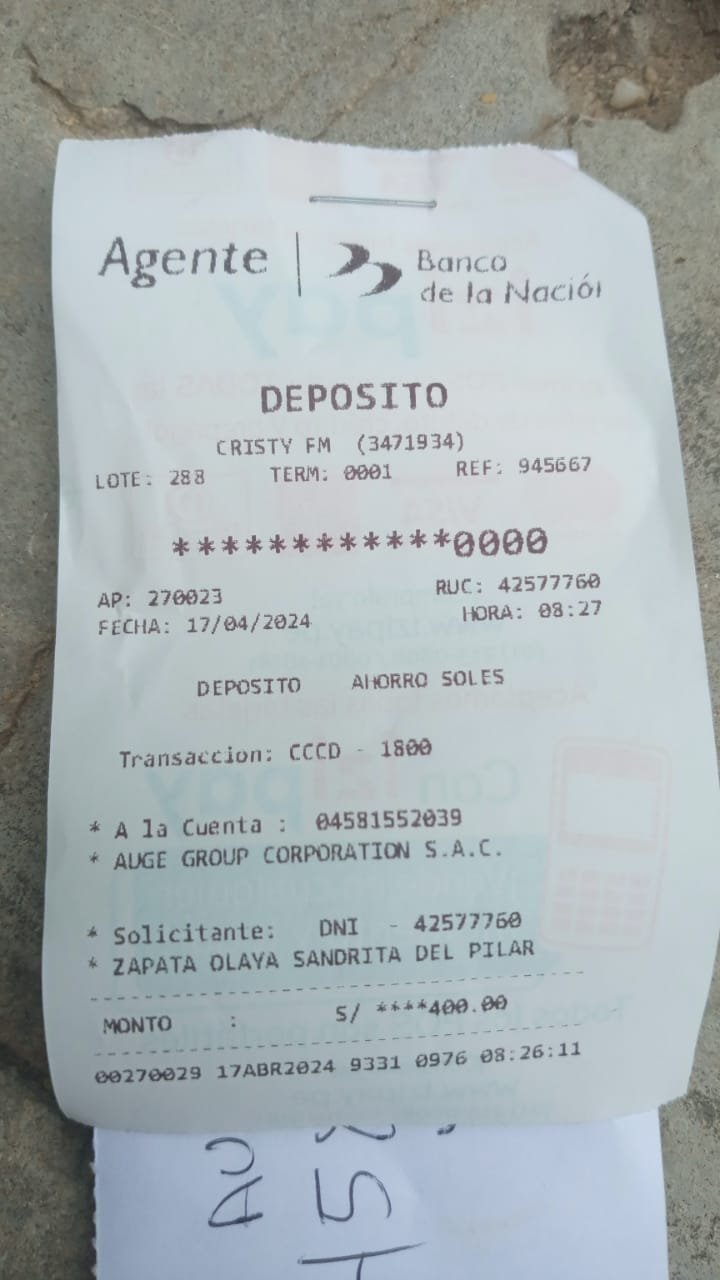 Agente | Banco
de la Nación
DEPOSITO
CRISTY FM (3471934)
LOTE: 288 TERM: 0001 REF: 945667
************0000
AP: 270023 RUC: 42577760
FECHA: 17/04/2024 HORA: 08:27
DEPOSITO AHORRO SOLES
Transaccion: CCCD - 1800
* A la Cuenta : 04581552039
* AUGE GROUP CORPORATION S.A.C.
* Solicitante: DNI - 42577760
* ZAPATA OLAYA SANDRITA DEL PILAR
MONTO : S/ ****400.00
00270029 17ABR2024 9331 0976 08:26:11